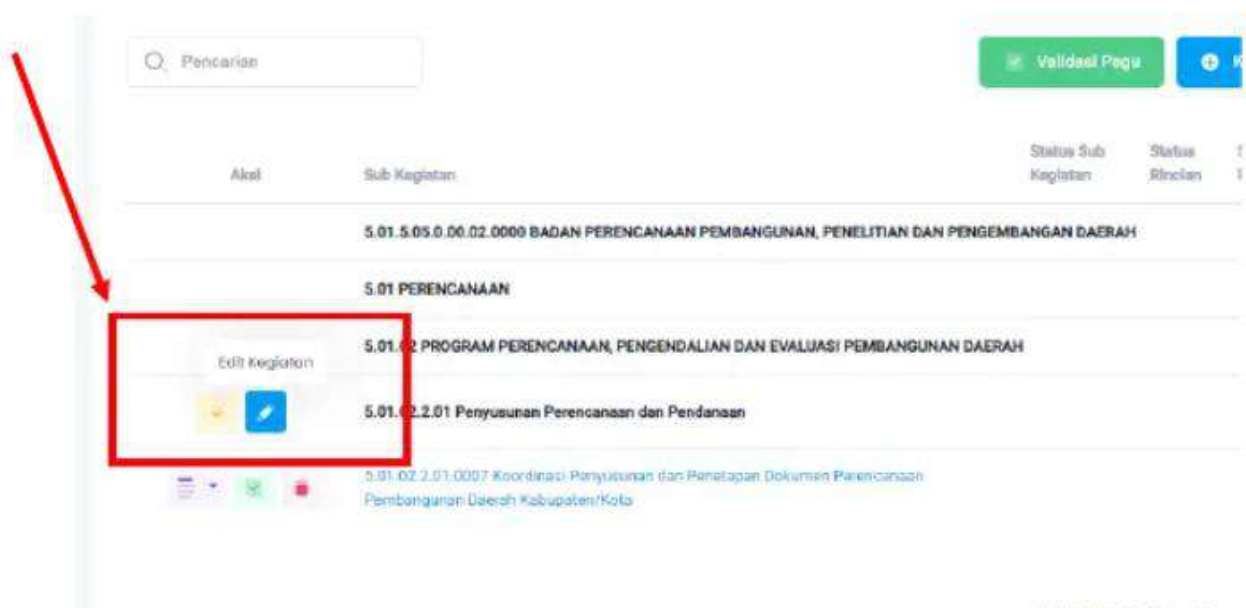 Pencarian
Validasi Pagu
Status Sub
Kegiatan
Status
Rincian
Aksi
Sub Kegiatan
5.01.5.05.0.00.02.0000 BADAN PERENCANAAN PEMBANGUNAN, PENELITIAN DAN PENGEMBANGAN DAERAH
5.01 PERENCANAAN
5.01.02 PROGRAM PERENCANAAN, PENGENDALIAN DAN EVALUASI PEMBANGUNAN DAERAH
Edit Kegiatan
5.01.02.2.01 Penyusunan Perencanaan dan Pendanaan
5.01.02.2.01.0007 Koordinasi Penyusunan dan Penetapan Dokumen Perencanaan
Pembangunan Daerah Kabupaten/Kota